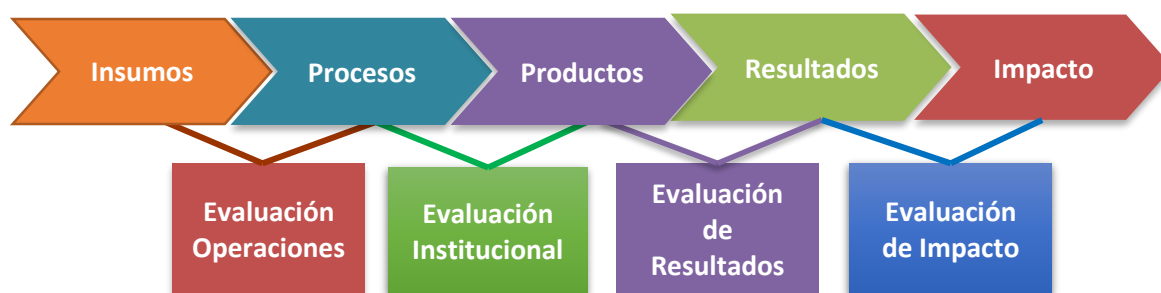 Insumos
Procesos
Productos
Resultados
Impacto
Evaluación
Operaciones
Evaluación
Institucional
Evaluación
de
Resultados
Evaluación
de Impacto